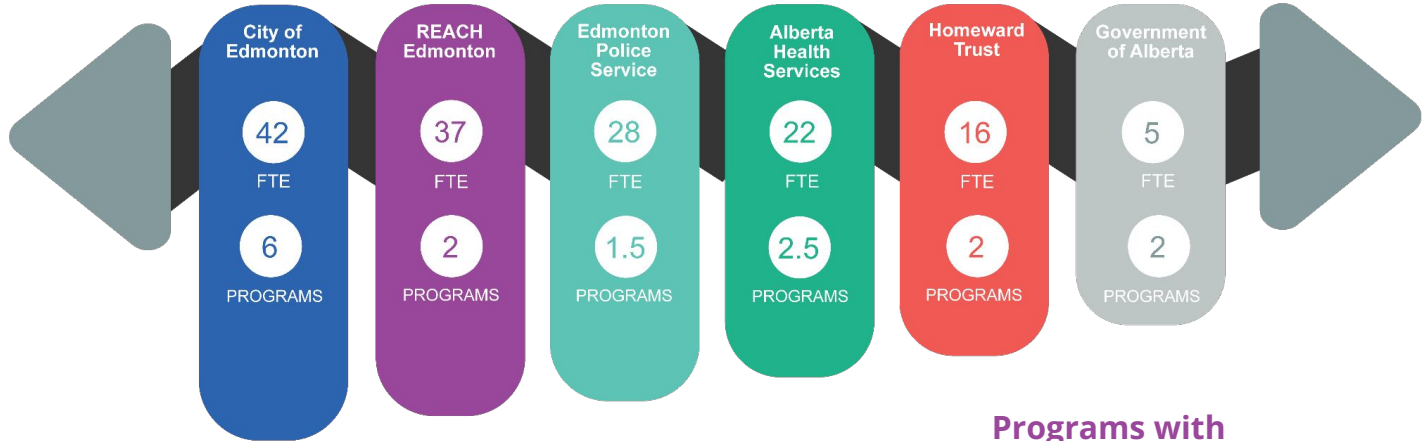 City of
Edmonton
42
FTE
6
PROGRAMS
REACH
Edmonton
37
FTE
2
PROGRAMS
Edmonton
Police
Service
28
FTE
1.5
PROGRAMS
Alberta
Health
Services
22
FTE
2.5
PROGRAMS
Homeward
Trust
16
FTE
2
PROGRAMS
Government
of Alberta
5
FTE
2
PROGRAMS
Programs with